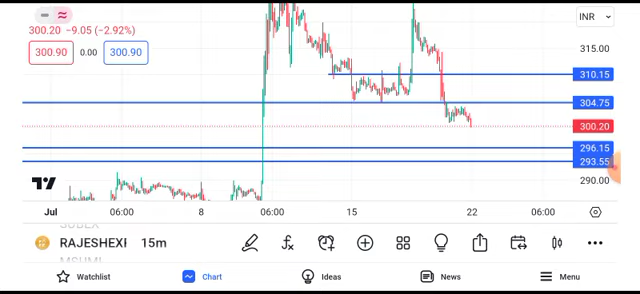 INR
300.20 −9.05 (−2.92%)
300.90 0.00 300.90
315.00
310.15
304.75
300.20
296.15
293.55
290.00
Jul 06:00 8 06:00 15 22 06:00
RAJESHEXP 15m
Watchlist Chart Ideas News Menu